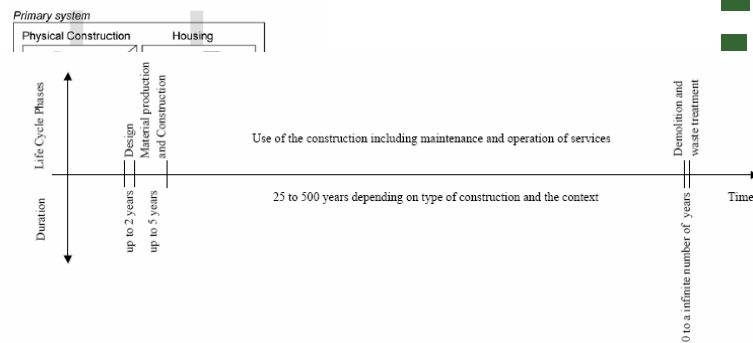 Primary system
Physical Construction
Housing
Life Cycle Phases
Design
Material production
and Construction
Use of the construction including maintenance and operation of services
Demolition and
waste treatment
Duration
up to 2 years
up to 5 years
25 to 500 years depending on type of construction and the context
0 to a infinite number of years
Time